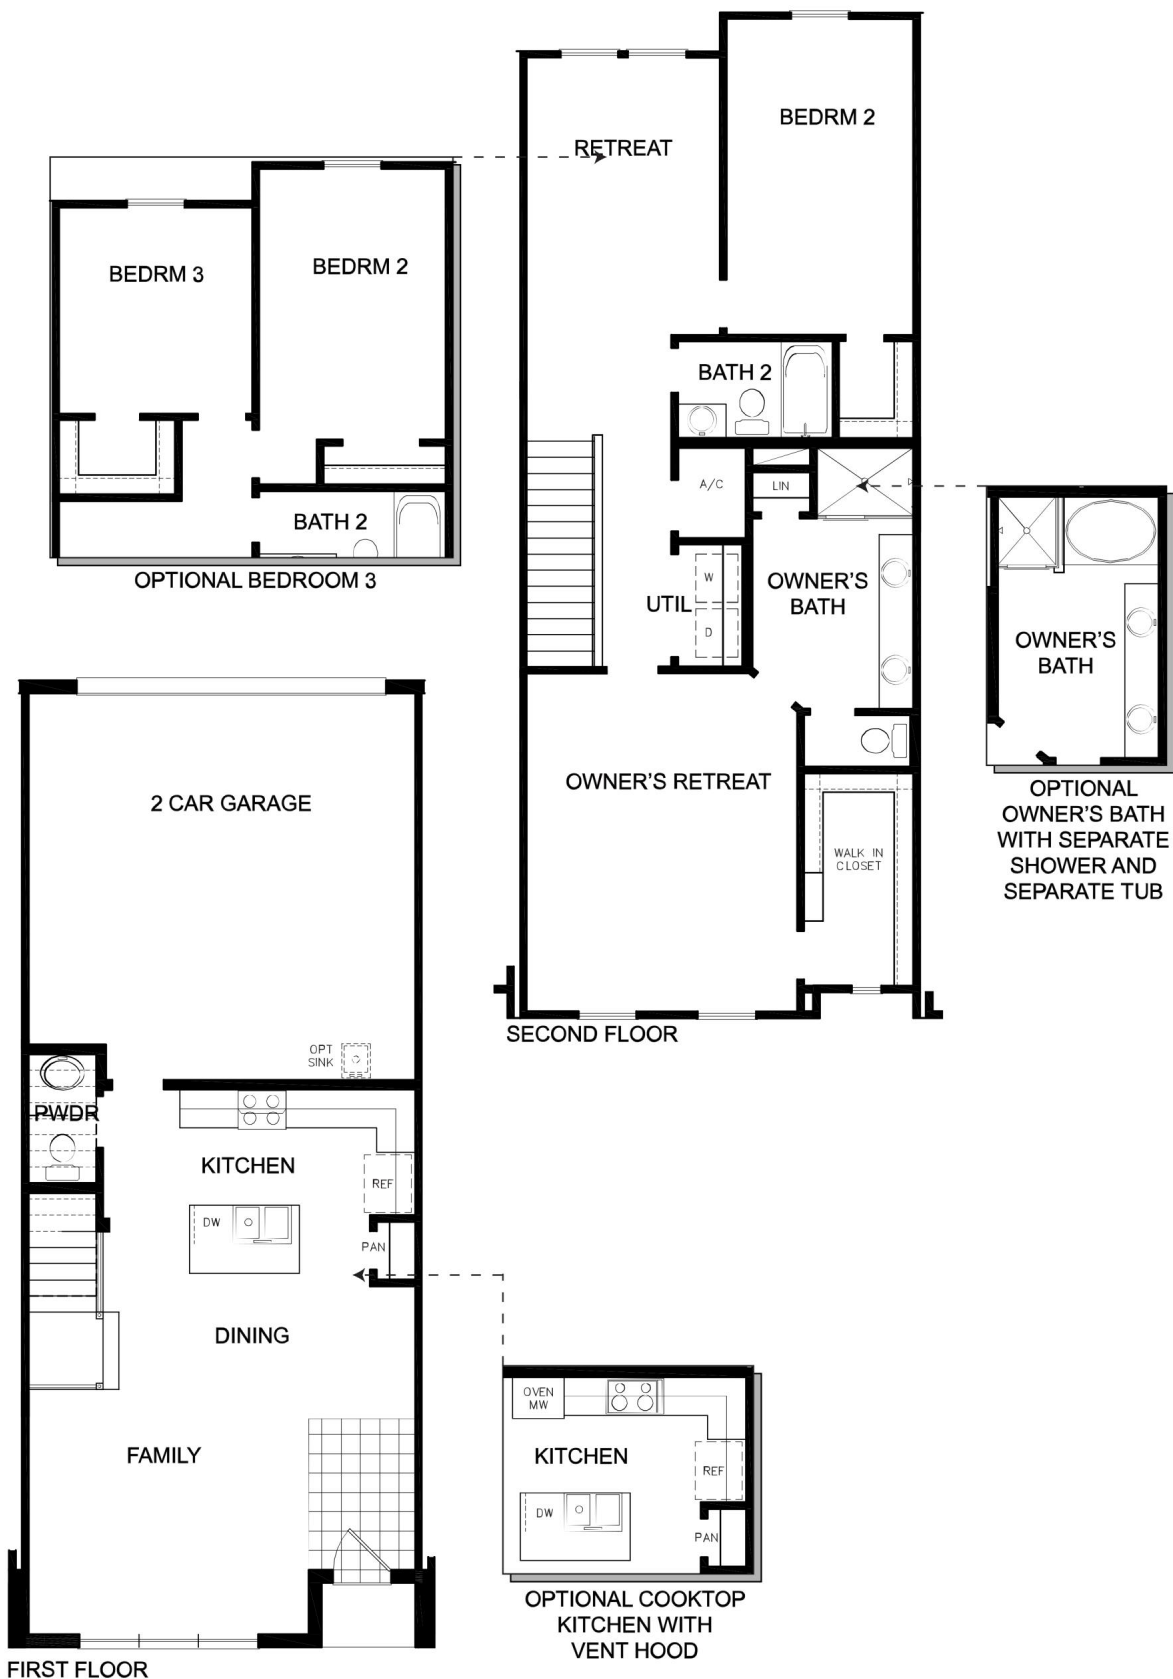 BEDRM 2
RETREAT
BATH 2
A/C
LIN
W
UTIL
D
OWNER'S
BATH
OWNER'S RETREAT
WALK IN
CLOSET
SECOND FLOOR
BEDRM 3
BEDRM 2
BATH 2
OPTIONAL BEDROOM 3
OWNER'S
BATH
OPTIONAL
OWNER'S BATH
WITH SEPARATE
SHOWER AND
SEPARATE TUB
2 CAR GARAGE
OPT
SINK
PWDR
KITCHEN
REF
DW
PAN
DINING
FAMILY
FIRST FLOOR
OVEN
MW
KITCHEN
REF
DW
PAN
OPTIONAL COOKTOP
KITCHEN WITH
VENT HOOD